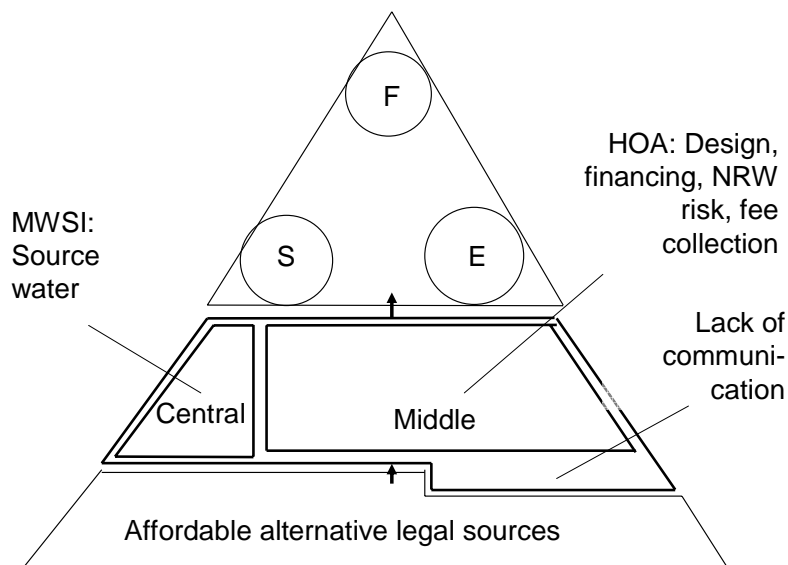 F
HOA: Design,
financing, NRW
risk, fee
collection
MWSI:
Source
water
S
E
Lack of
communi-
cation
Central
Middle
Affordable alternative legal sources